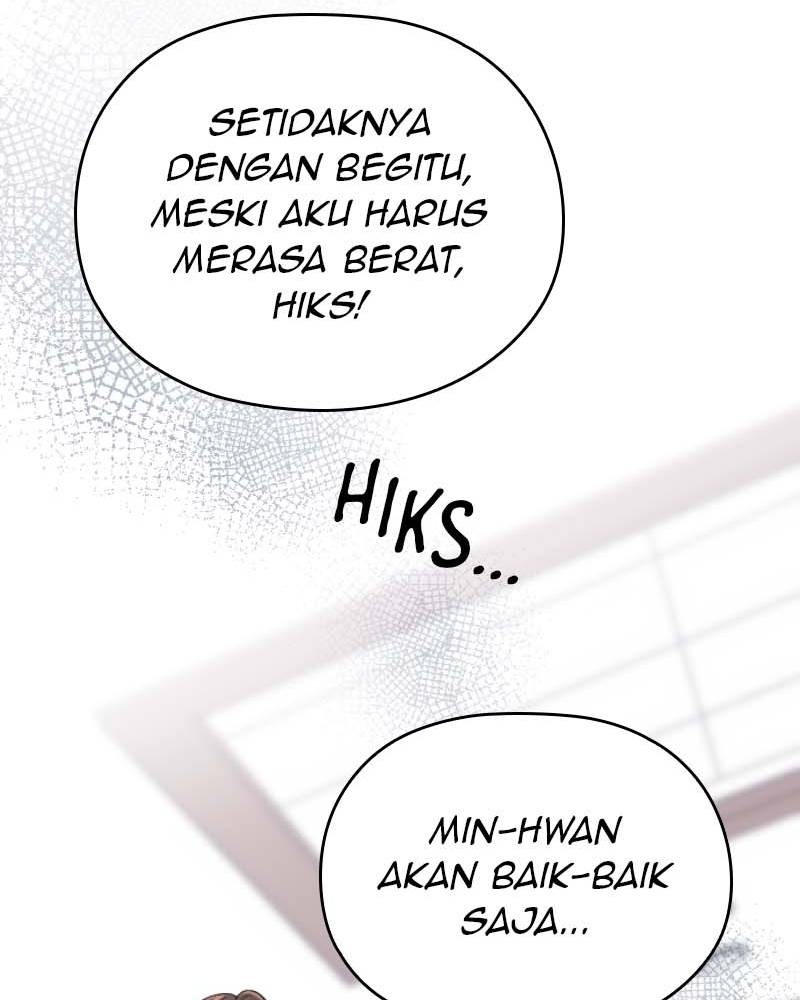 SETIDAKNYA
DENGAN BEGITU,
MESKI AKU HARUS
MERASA BERAT,
HIKS!
HIKS...
MIN-HWAN
AKAN BAIK-BAIK
SAJA...